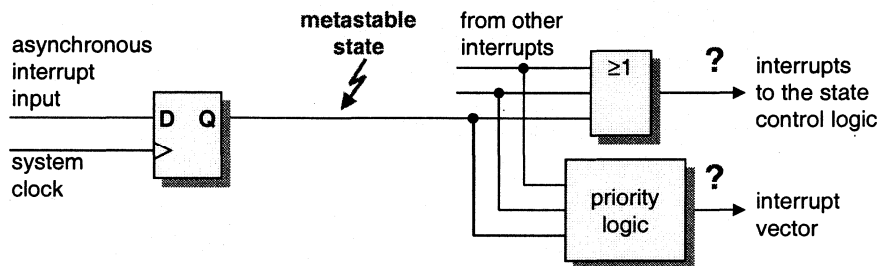 asynchronous
interrupt
input
D Q
system
clock
metastable
state
from other
interrupts
≥1
?
interrupts
to the state
control logic
priority
logic
?
interrupt
vector